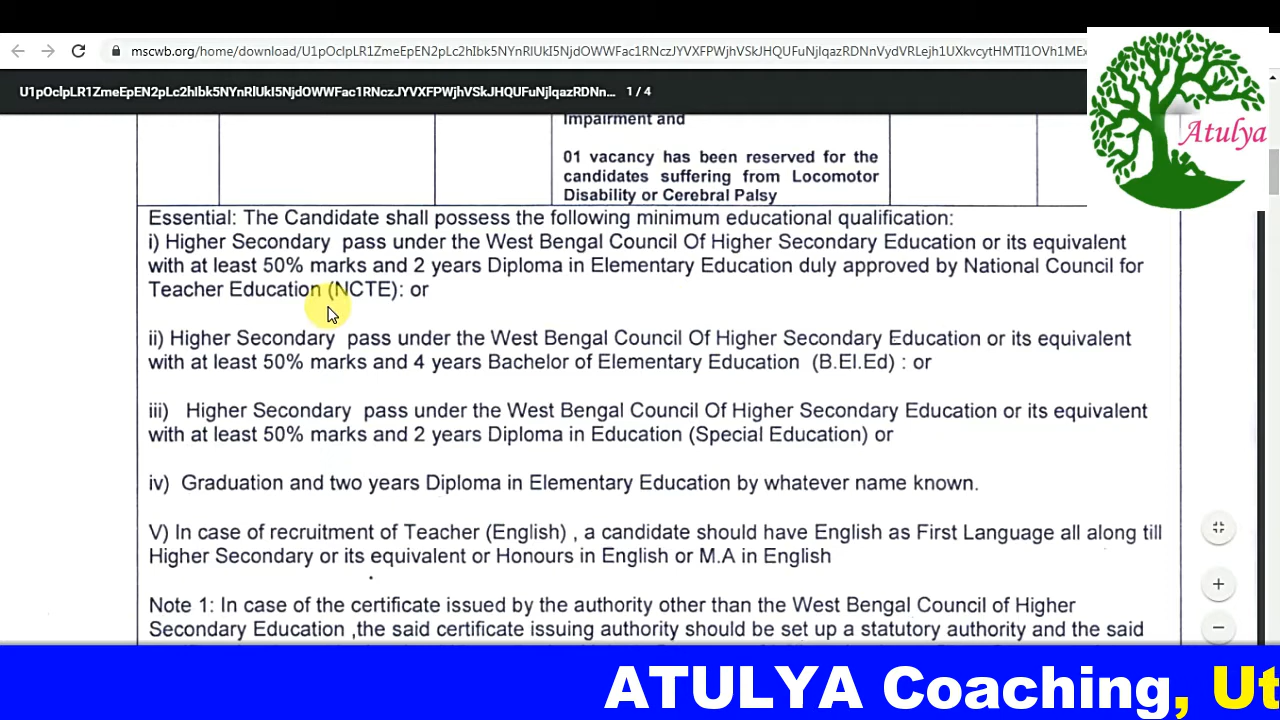 mscwb.org/home/download/U1pOclpLR1ZmeEpEN2pLc2hIbk5NYnRlUkI5NjdOWWFac1RNczJYVXFPWjhVSkJHQUFuNjlqazRDNnVydVRLejh1UXkvcytHMTI1OVh1MEx
U1pOclpLR1ZmeEpEN2pLc2hIbk5NYnRlUkI5NjdOWWFac1RNczJYVXFPWjhVSkJHQUFuNjlqazRDNn... 1 / 4
Atulya
Impairment and
01 vacancy has been reserved for the
candidates suffering from Locomotor
Disability or Cerebral Palsy
Essential: The Candidate shall possess the following minimum educational qualification:
i) Higher Secondary pass under the West Bengal Council Of Higher Secondary Education or its equivalent
with at least 50% marks and 2 years Diploma in Elementary Education duly approved by National Council for
Teacher Education (NCTE): or
ii) Higher Secondary pass under the West Bengal Council Of Higher Secondary Education or its equivalent
with at least 50% marks and 4 years Bachelor of Elementary Education (B.El.Ed) : or
iii) Higher Secondary pass under the West Bengal Council Of Higher Secondary Education or its equivalent
with at least 50% marks and 2 years Diploma in Education (Special Education) or
iv) Graduation and two years Diploma in Elementary Education by whatever name known.
V) In case of recruitment of Teacher (English) , a candidate should have English as First Language all along till
Higher Secondary or its equivalent or Honours in English or M.A in English
Note 1: In case of the certificate issued by the authority other than the West Bengal Council of Higher
Secondary Education ,the said certificate issuing authority should be set up a statutory authority and the said
ATULYA Coaching, Ut